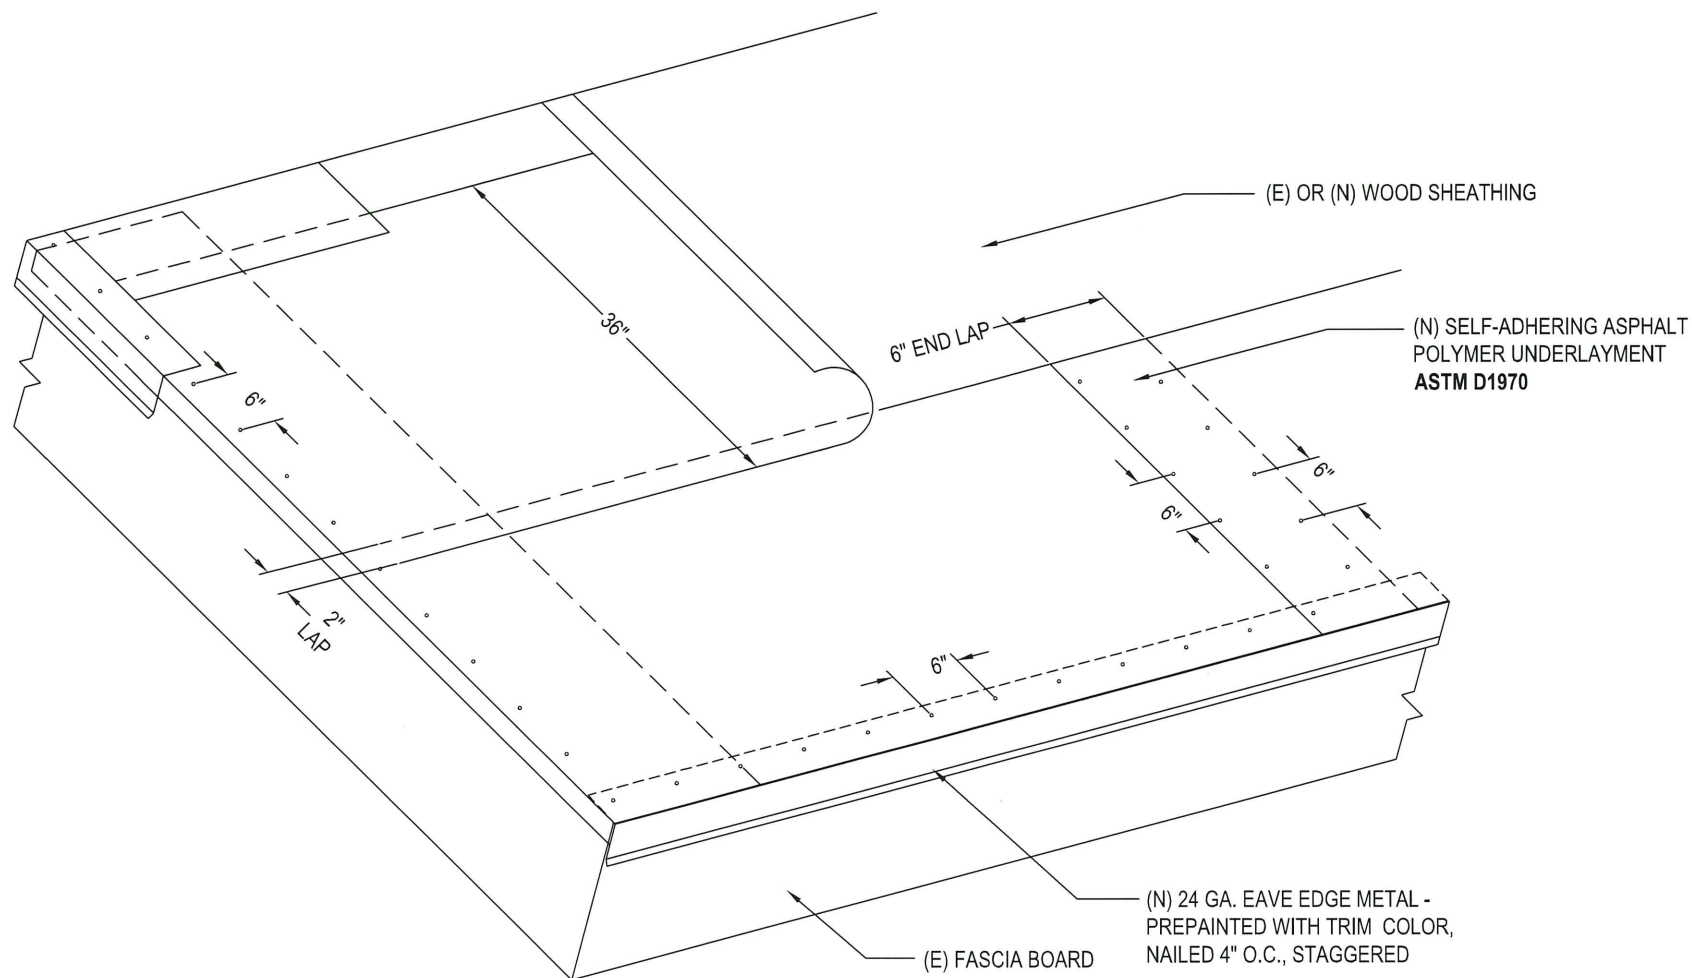 (E) OR (N) WOOD SHEATHING
36"
6" END LAP
(N) SELF-ADHERING ASPHALT
POLYMER UNDERLAYMENT
ASTM D1970
6"
6"
6"
2"
LAP
6"
(N) 24 GA. EAVE EDGE METAL -
PREPAINTED WITH TRIM COLOR,
NAILED 4" O.C., STAGGERED
(E) FASCIA BOARD